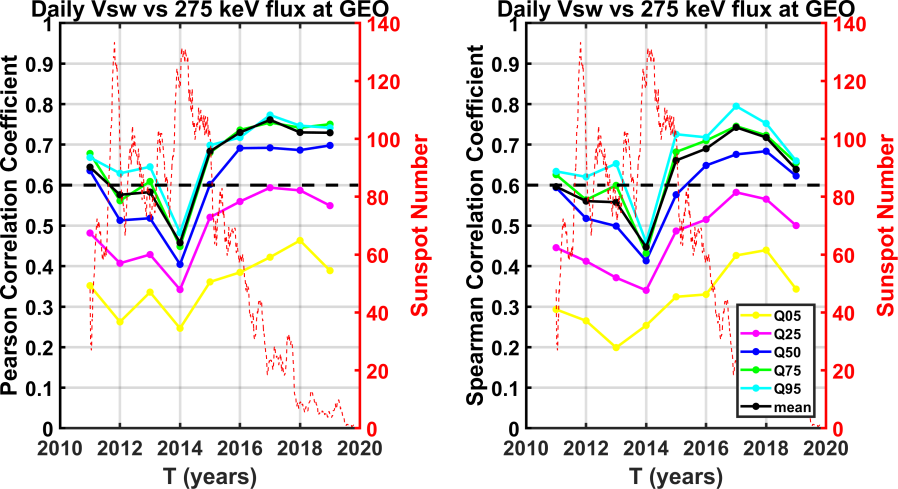 Daily Vsw vs 275 keV flux at GEO
Pearson Correlation Coefficient
1
0.9
0.8
0.7
0.6
0.5
0.4
0.3
0.2
0.1
0
140
120
100
80
60
40
20
0
Sunspot Number
2010 2012 2014 2016 2018 2020
T (years)
Daily Vsw vs 275 keV flux at GEO
Spearman Correlation Coefficient
1
0.9
0.8
0.7
0.6
0.5
0.4
0.3
0.2
0.1
0
140
120
100
80
60
40
20
0
Sunspot Number
Q05
Q25
Q50
Q75
Q95
mean
2010 2012 2014 2016 2018 2020
T (years)